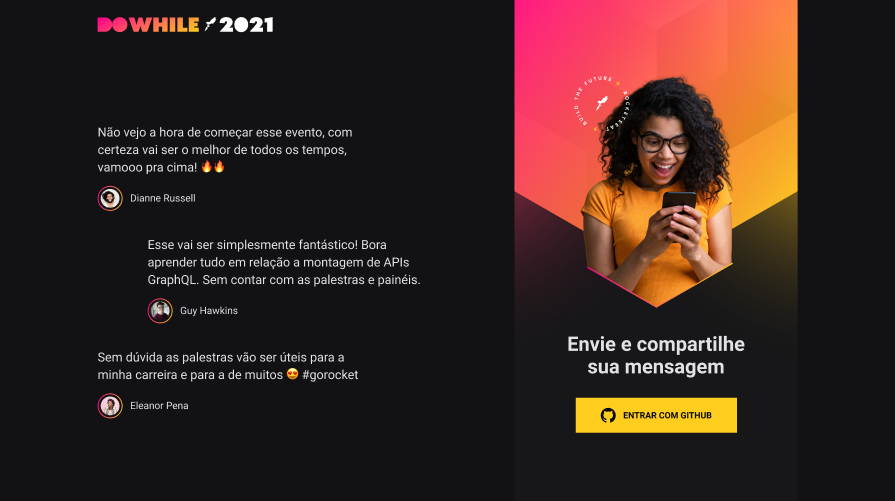 DOWHILE 2021
Não vejo a hora de começar esse evento, com
certeza vai ser o melhor de todos os tempos,
vamooo pra cima! 🔥🔥
Dianne Russell
Esse vai ser simplesmente fantástico! Bora
aprender tudo em relação a montagem de APIs
GraphQL. Sem contar com as palestras e painéis.
Guy Hawkins
Sem dúvida as palestras vão ser úteis para a
minha carreira e para a de muitos 😍 #gorocket
Eleanor Pena
BUILD THE FUTURE
ROCKETSEAT
Envie e compartilhe
sua mensagem
ENTRAR COM GITHUB